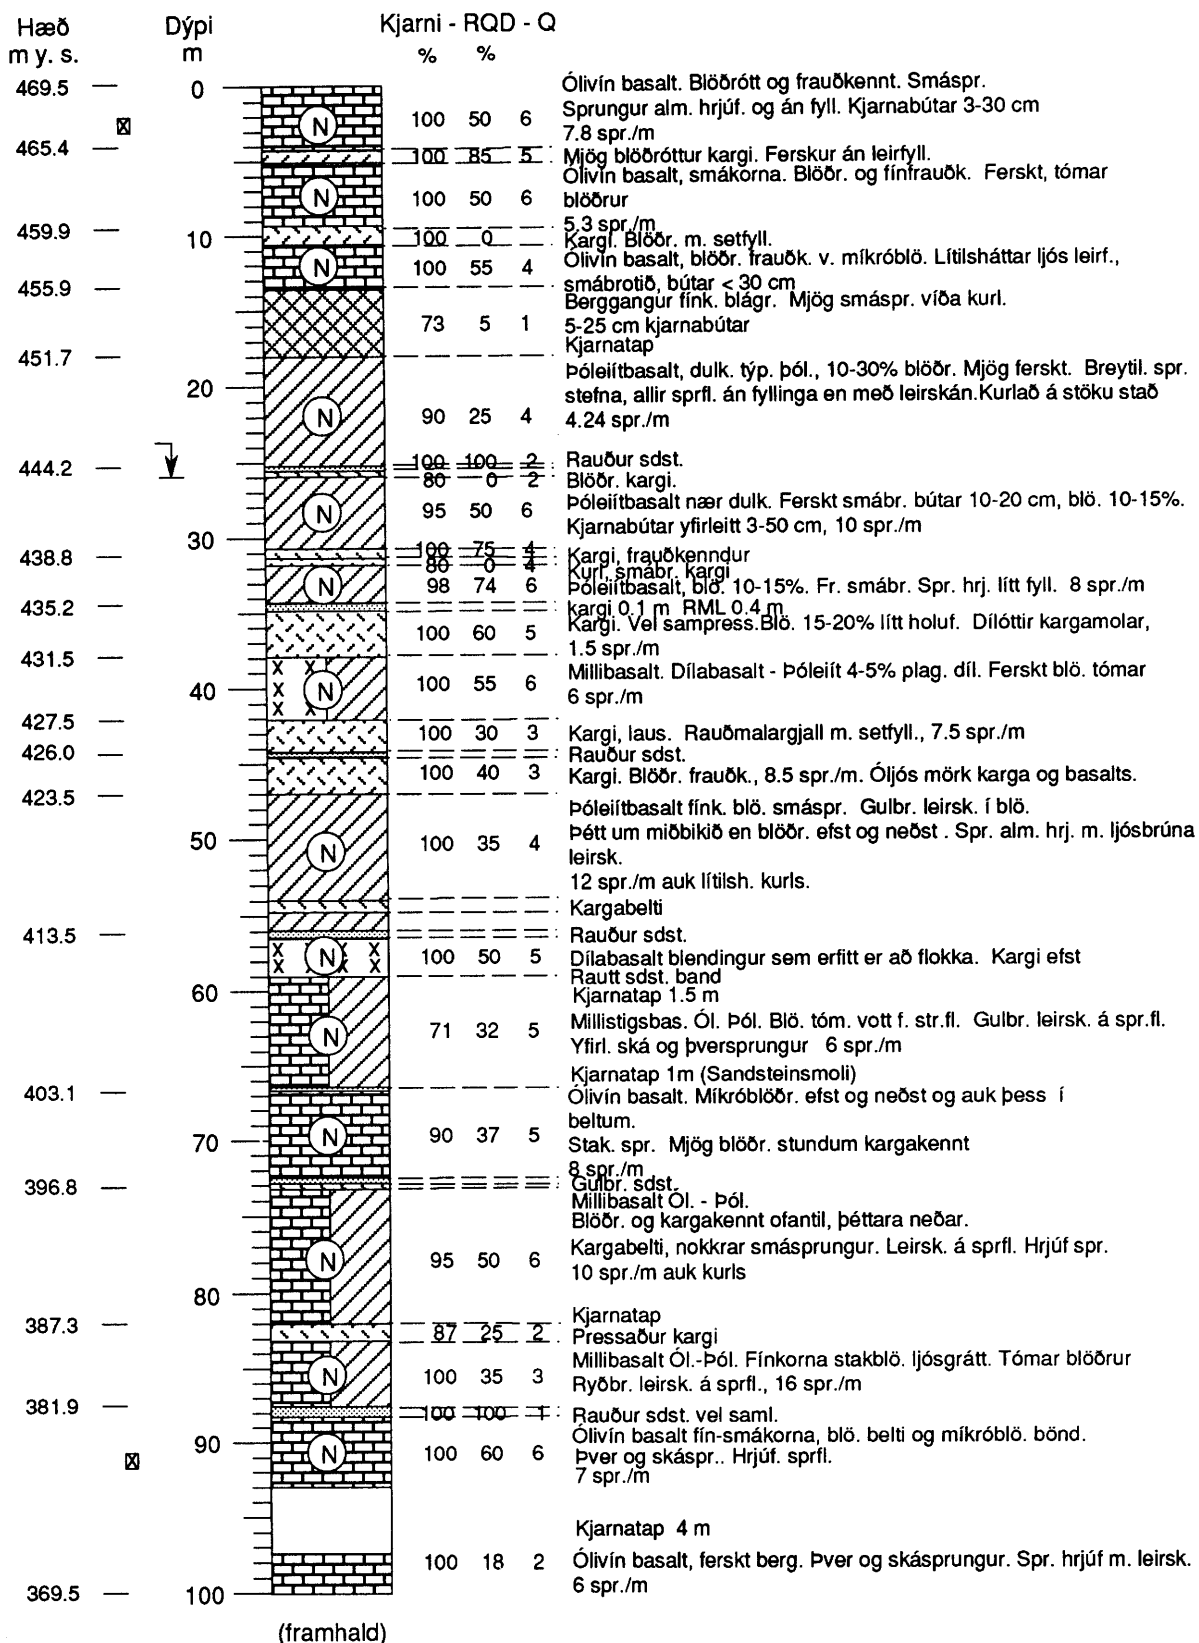 Hæð Dýpi Kjarni - RQD - Q
m y. s. m % %
469.5 — 0 Ólivín basalt. Blöðrótt og frauðkennt. Smáspr.
100 50 6 Sprungur alm. hrjúf. og án fyll. Kjarnabútar 3-30 cm
N 7.8 spr./m
465.4 — 100 85 5 Mjög blöðróttur kargi. Ferskur án leirfyll.
Ólivín basalt, smákorna. Blöðr. og fínfrauðk. Ferskt, tómar
N 100 50 6 blöðrur
5.3 spr./m
459.9 — 10 100 0 Kargi. Blöðr. m. setfyll.
N 100 55 4 Ólivín basalt, blöðr. frauðk. v. míkróblö. Lítilsháttar ljós leirf.,
455.9 — smábrotið, bútar < 30 cm
Berggangur fínk. blágr. Mjög smáspr. víða kurl.
73 5 1 5-25 cm kjarnabútar
Kjarnatap
451.7 — Þóleiítbasalt, dulk. týp. þól., 10-30% blöðr. Mjög ferskt. Breytil. spr.
20 stefna, allir sprfl. án fyllinga en með leirskán.Kurlað á stöku stað
N 90 25 4 4.24 spr./m
444.2 — 100 100 2 Rauður sdst.
80 0 2 Blöðr. kargi.
N 95 50 6 Þóleiítbasalt nær dulk. Ferskt smábr. bútar 10-20 cm, blö. 10-15%.
Kjarnabútar yfirleitt 3-50 cm, 10 spr./m
30
438.8 — 100 75 4 Kargi, frauðkenndur
80 0 4 Kurl, smábr. kargi
N 98 74 6 Þóleiítbasalt, blö. 10-15%. Fr. smábr. Spr. hrj. lítt fyll. 8 spr./m
435.2 — kargi 0.1 m RML 0.4 m
100 60 5 Kargi. Vel sampress.Blö. 15-20% lítt holuf. Dílóttir kargamolar,
1.5 spr./m
431.5 — X X Millibasalt. Dílabasalt - Þóleiít 4-5% plag. díl. Ferskt blö. tómar
40 X N 100 55 6 6 spr./m
X X
427.5 — 100 30 3 Kargi, laus. Rauðmalargjall m. setfyll., 7.5 spr./m
426.0 — Rauður sdst.
100 40 3 Kargi. Blöðr. frauðk., 8.5 spr./m. Óljós mörk karga og basalts.
423.5 — Þóleiítbasalt fínk. blö. smáspr. Gulbr. leirsk. í blö.
50 N 100 35 4 Þétt um miðbikið en blöðr. efst og neðst . Spr. alm. hrj. m. ljósbrúna
leirsk.
12 spr./m auk lítilsh. kurls.
Kargabelti
413.5 — Rauður sdst.
X N X X 100 50 5 Dílabasalt blendingur sem erfitt er að flokka. Kargi efst
X X X X Rautt sdst. band
60 Kjarnatap 1.5 m
N 71 32 5 Millistigsbas. Ól. Þól. Blö. tóm. vott f. str.fl. Gulbr. leirsk. á spr.fl.
Yfirl. ská og þversprungur 6 spr./m
Kjarnatap 1m (Sandsteinsmoli)
403.1 — Ólivín basalt. Míkróblöðr. efst og neðst og auk þess í
beltum.
70 N 90 37 5 Stak. spr. Mjög blöðr. stundum kargakennt
8 spr./m
396.8 — Gulbr. sdst.
Millibasalt Ól. - Þól.
Blöðr. og kargakennt ofantil, þéttara neðar.
N 95 50 6 Kargabelti, nokkrar smásprungur. Leirsk. á sprfl. Hrjúf spr.
10 spr./m auk kurls
80
387.3 — Kjarnatap
87 25 2 Pressaður kargi
N 100 35 3 Millibasalt Ól.-Þól. Fínkorna stakblö. ljósgrátt. Tómar blöðrur
Ryðbr. leirsk. á sprfl., 16 spr./m
381.9 — 100 100 1 Rauður sdst. vel saml.
90 Ólivín basalt fín-smákorna, blö. belti og míkróblö. bönd.
N 100 60 6 Þver og skáspr.. Hrjúf. sprfl.
7 spr./m
Kjarnatap 4 m
100 18 2 Ólivín basalt, ferskt berg. Þver og skásprungur. Spr. hrjúf m. leirsk.
369.5 — 100 6 spr./m
(framhald)